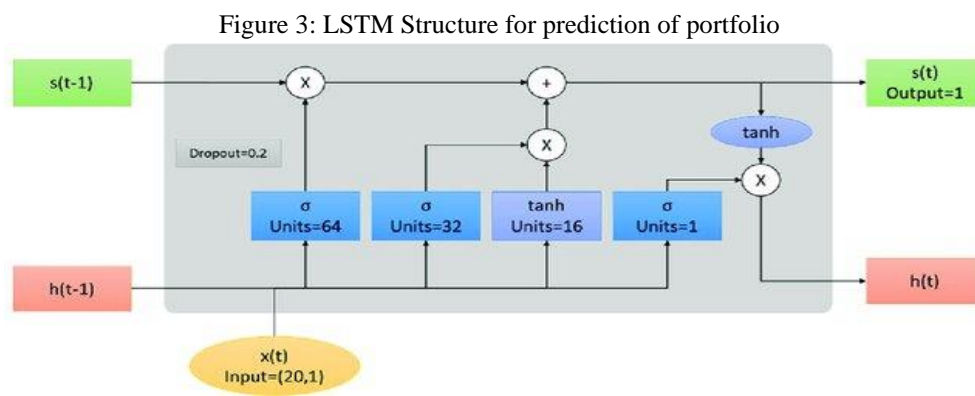 Figure 3: LSTM Structure for prediction of portfolio
s(t-1)
X
+
s(t)
Output=1
tanh
Dropout=0.2
X
X
σ
Units=64
σ
Units=32
tanh
Units=16
σ
Units=1
h(t-1)
h(t)
x(t)
Input=(20,1)